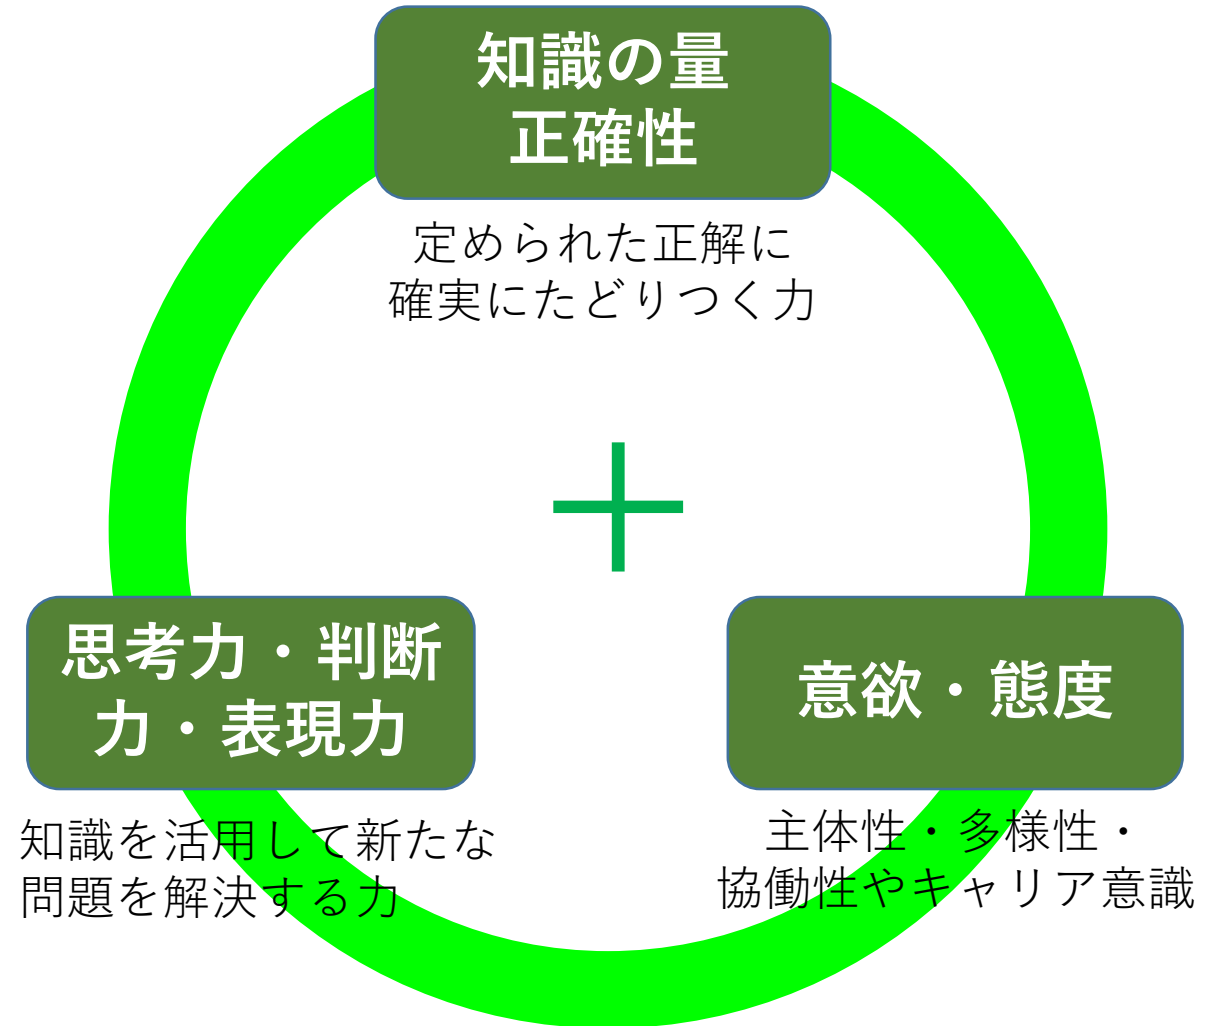 知識の量
正確性
定められた正解に
確実にたどりつく力
思考力・判断
力・表現力
知識を活用して新たな
問題を解決する力
意欲・態度
主体性・多様性・
協働性やキャリア意識